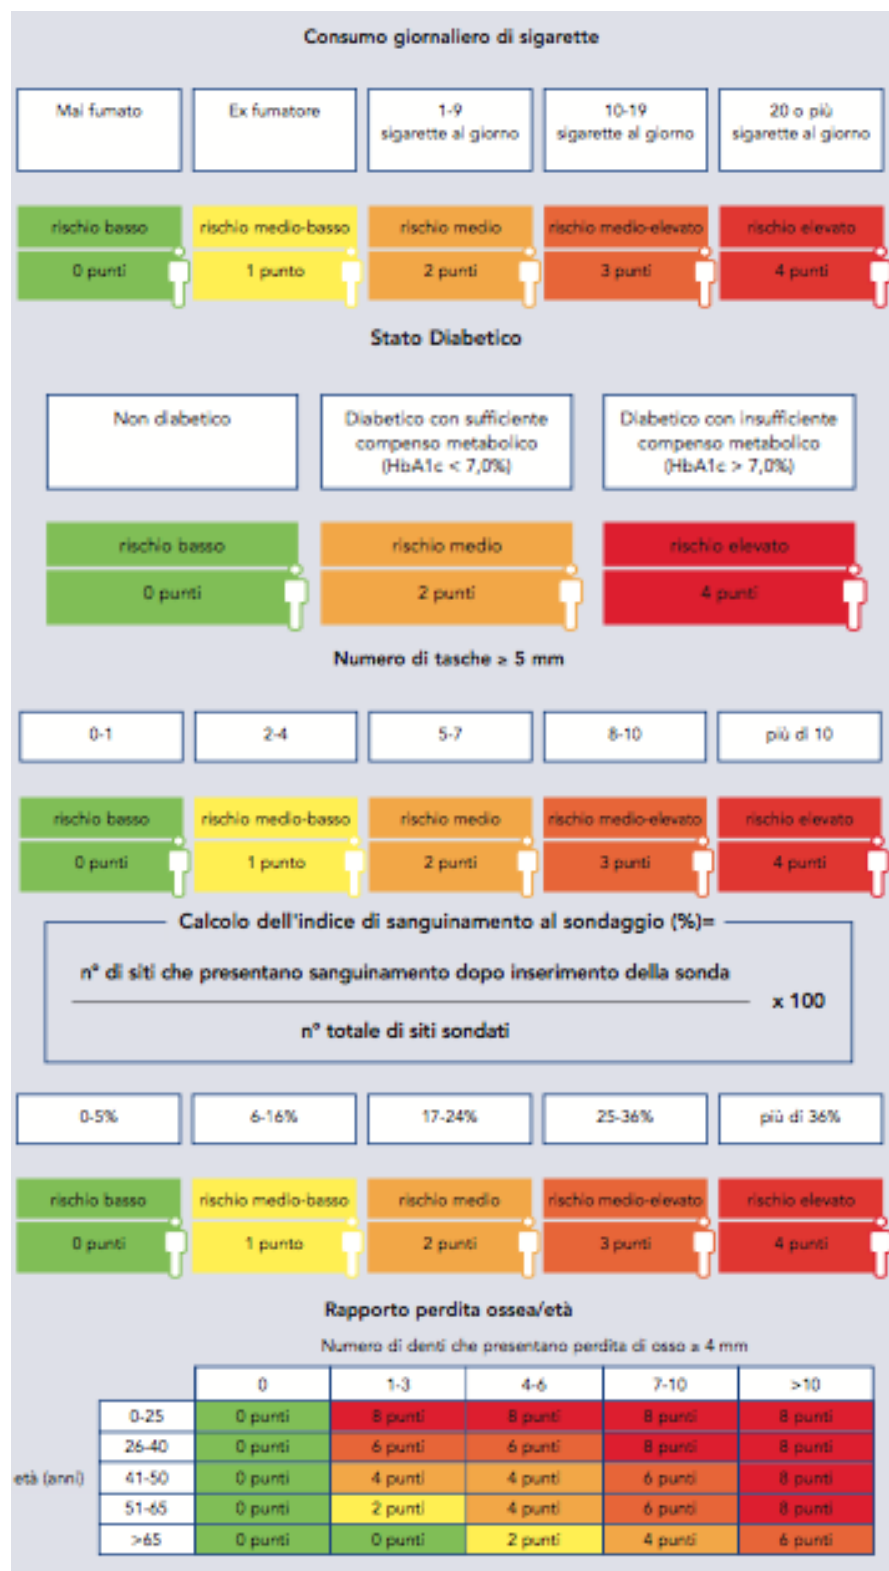 Consumo giornaliero di sigarette
Mai fumato
Ex fumatore
1-9
sigarette al giorno
10-19
sigarette al giorno
20 o più
sigarette al giorno
rischio basso
rischio medio-basso
rischio medio
rischio medio-elevato
rischio elevato
0 punti
1 punto
2 punti
3 punti
4 punti
Stato Diabetico
Non diabetico
Diabetico con sufficiente
compenso metabolico
(HbA1c < 7,0%)
Diabetico con insufficiente
compenso metabolico
(HbA1c > 7,0%)
rischio basso
rischio medio
rischio elevato
0 punti
2 punti
4 punti
Numero di tasche ≥ 5 mm
0-1
2-4
5-7
8-10
più di 10
rischio basso
rischio medio-basso
rischio medio
rischio medio-elevato
rischio elevato
0 punti
1 punto
2 punti
3 punti
4 punti
Calcolo dell'indice di sanguinamento al sondaggio (%)=
n° di siti che presentano sanguinamento dopo inserimento della sonda
x 100
n° totale di siti sondati
0-5%
6-16%
17-24%
25-36%
più di 36%
rischio basso
rischio medio-basso
rischio medio
rischio medio-elevato
rischio elevato
0 punti
1 punto
2 punti
3 punti
4 punti
Rapporto perdita ossea/età
Numero di denti che presentano perdita di osso ≥ 4 mm
0 1-3 4-6 7-10 >10
0-25 0 punti 8 punti 8 punti 8 punti 8 punti
26-40 0 punti 6 punti 6 punti 8 punti 8 punti
età (anni) 41-50 0 punti 4 punti 4 punti 6 punti 8 punti
51-65 0 punti 2 punti 4 punti 6 punti 8 punti
>65 0 punti 0 punti 2 punti 4 punti 6 punti